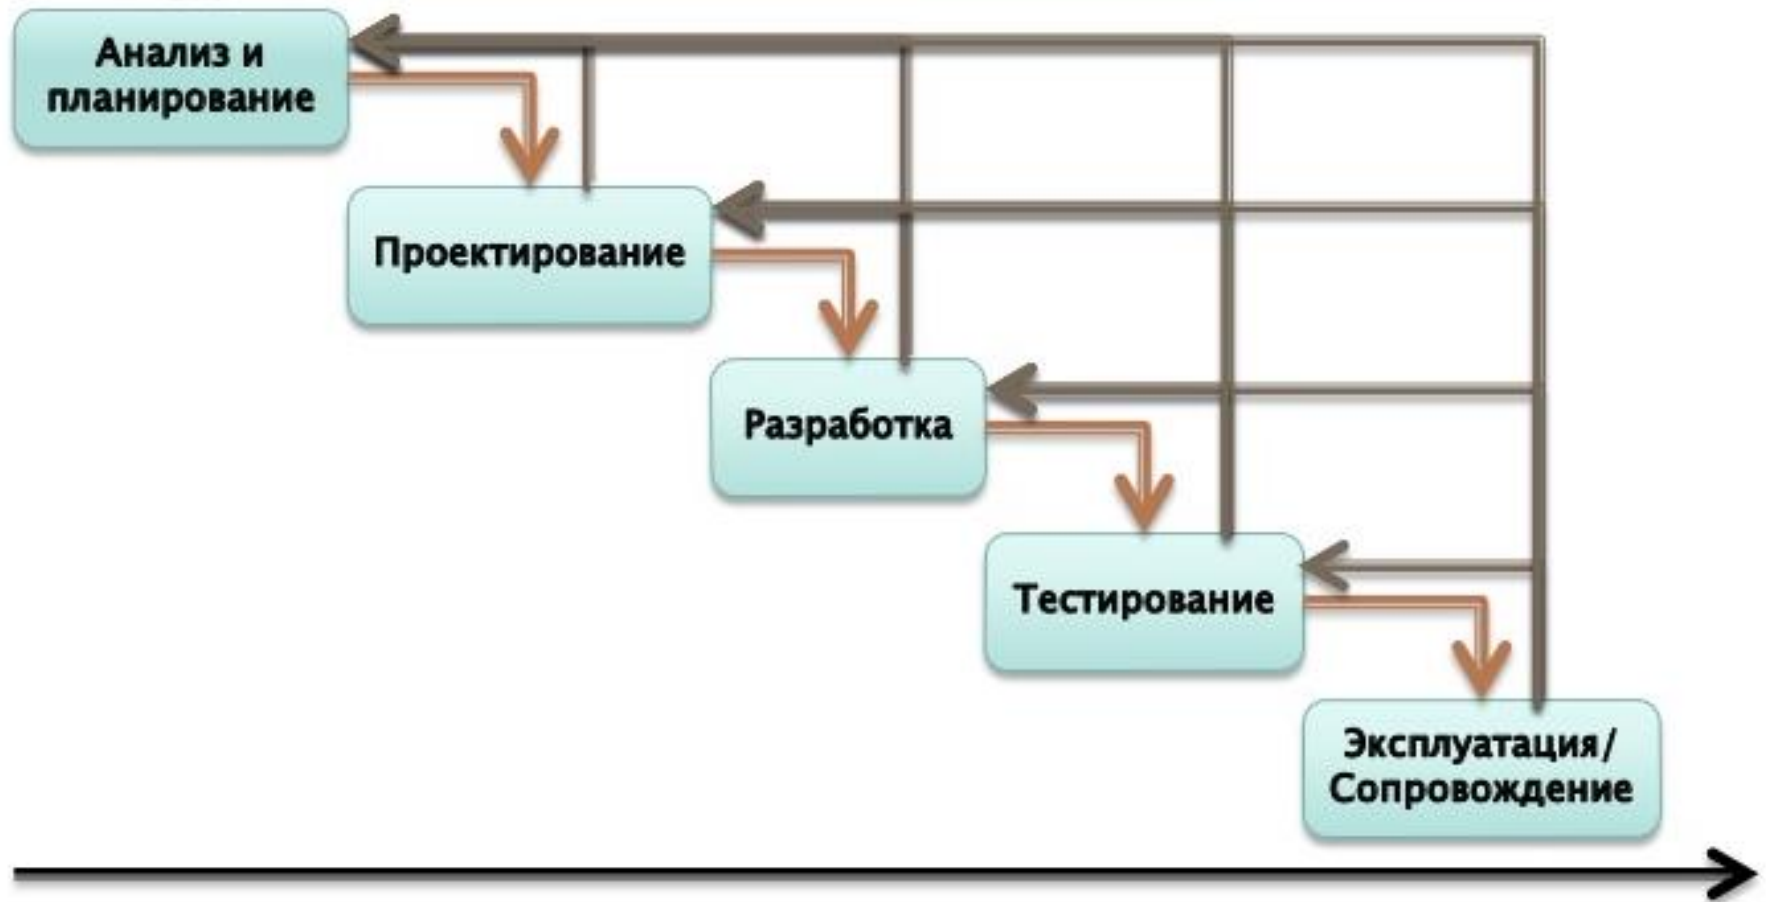 Анализ и
планирование
Проектирование
Разработка
Тестирование
Эксплуатация/
Сопровождение